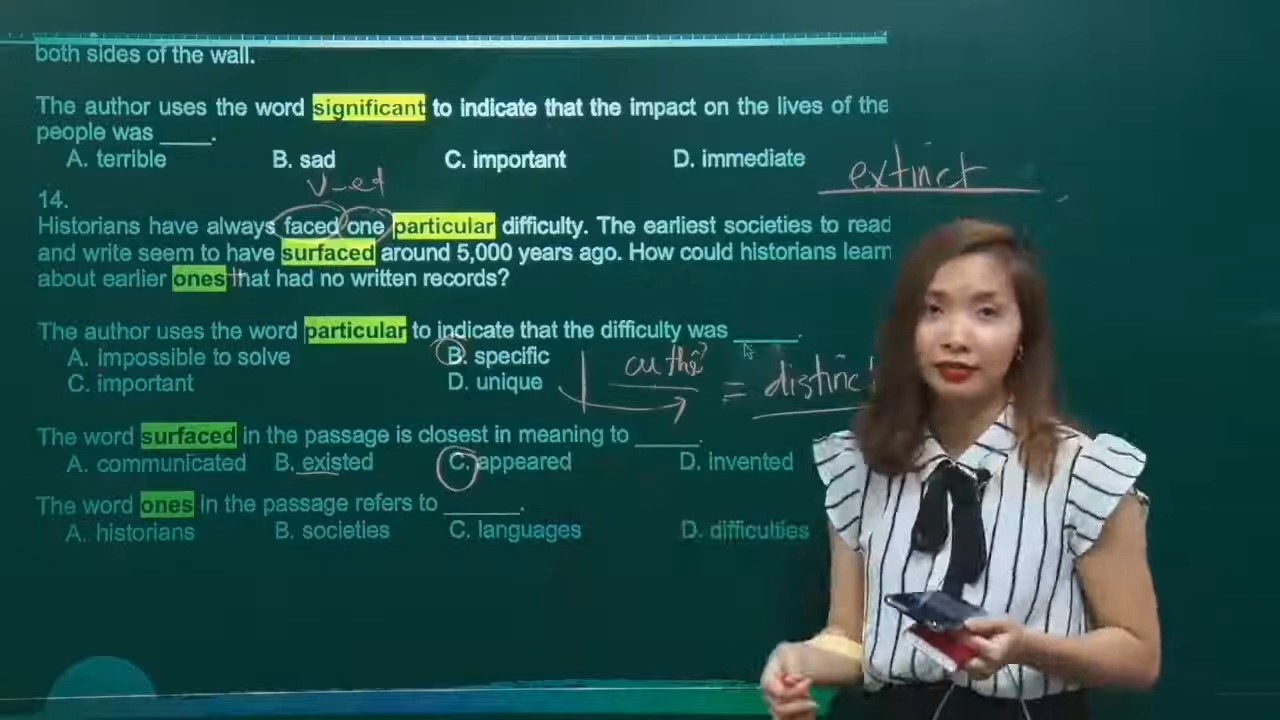 both sides of the wall.
The author uses the word significant to indicate that the impact on the lives of the
people was ____.
A. terrible B. sad C. important D. immediate
V-ed
extinct
14.
Historians have always faced one particular difficulty. The earliest societies to read
and write seem to have surfaced around 5,000 years ago. How could historians learn
about earlier ones that had no written records?
The author uses the word particular to indicate that the difficulty was _____.
A. impossible to solve B. specific
cụ thể = distinct
C. important D. unique
The word surfaced in the passage is closest in meaning to _____.
A. communicated B. existed C. appeared D. invented
The word ones in the passage refers to ______.
A. historians B. societies C. languages D. difficulties